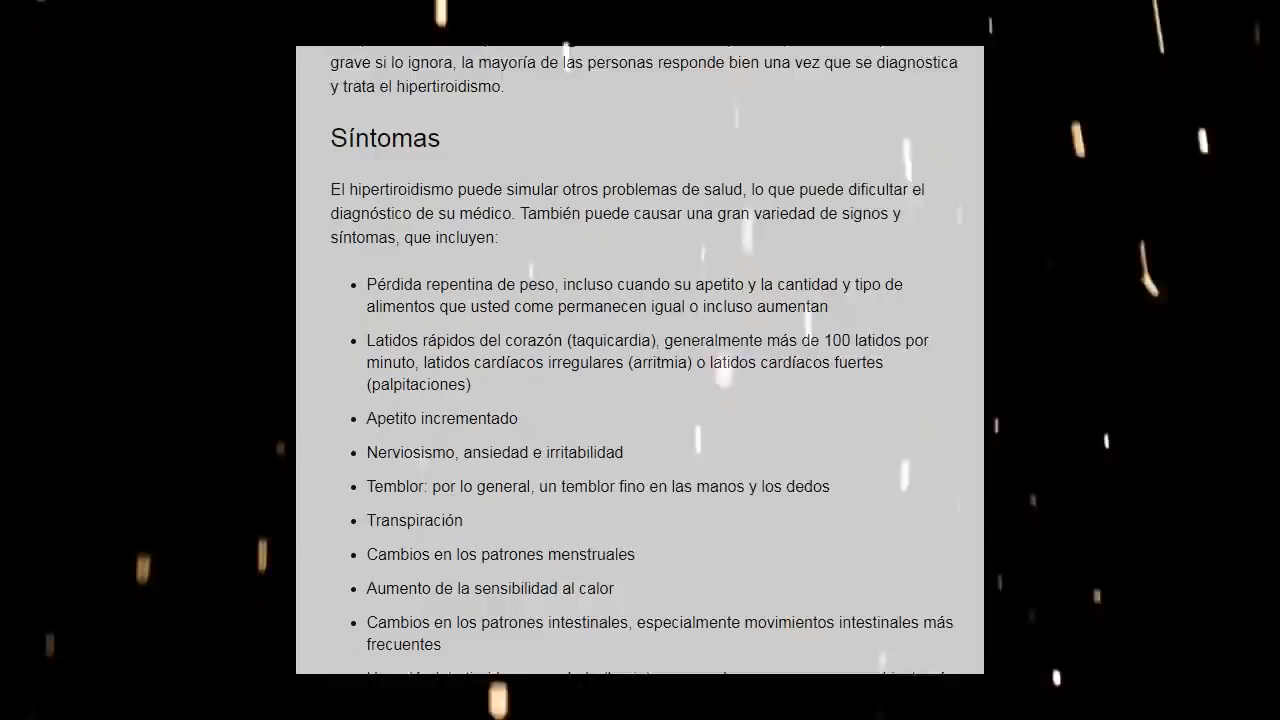 grave si lo ignora, la mayoría de las personas responde bien una vez que se diagnostica
y trata el hipertiroidismo.
Síntomas
El hipertiroidismo puede simular otros problemas de salud, lo que puede dificultar el
diagnóstico de su médico. También puede causar una gran variedad de signos y
síntomas, que incluyen:
• Pérdida repentina de peso, incluso cuando su apetito y la cantidad y tipo de
alimentos que usted come permanecen igual o incluso aumentan
• Latidos rápidos del corazón (taquicardia), generalmente más de 100 latidos por
minuto, latidos cardíacos irregulares (arritmia) o latidos cardíacos fuertes
(palpitaciones)
• Apetito incrementado
• Nerviosismo, ansiedad e irritabilidad
• Temblor: por lo general, un temblor fino en las manos y los dedos
• Transpiración
• Cambios en los patrones menstruales
• Aumento de la sensibilidad al calor
• Cambios en los patrones intestinales, especialmente movimientos intestinales más
frecuentes